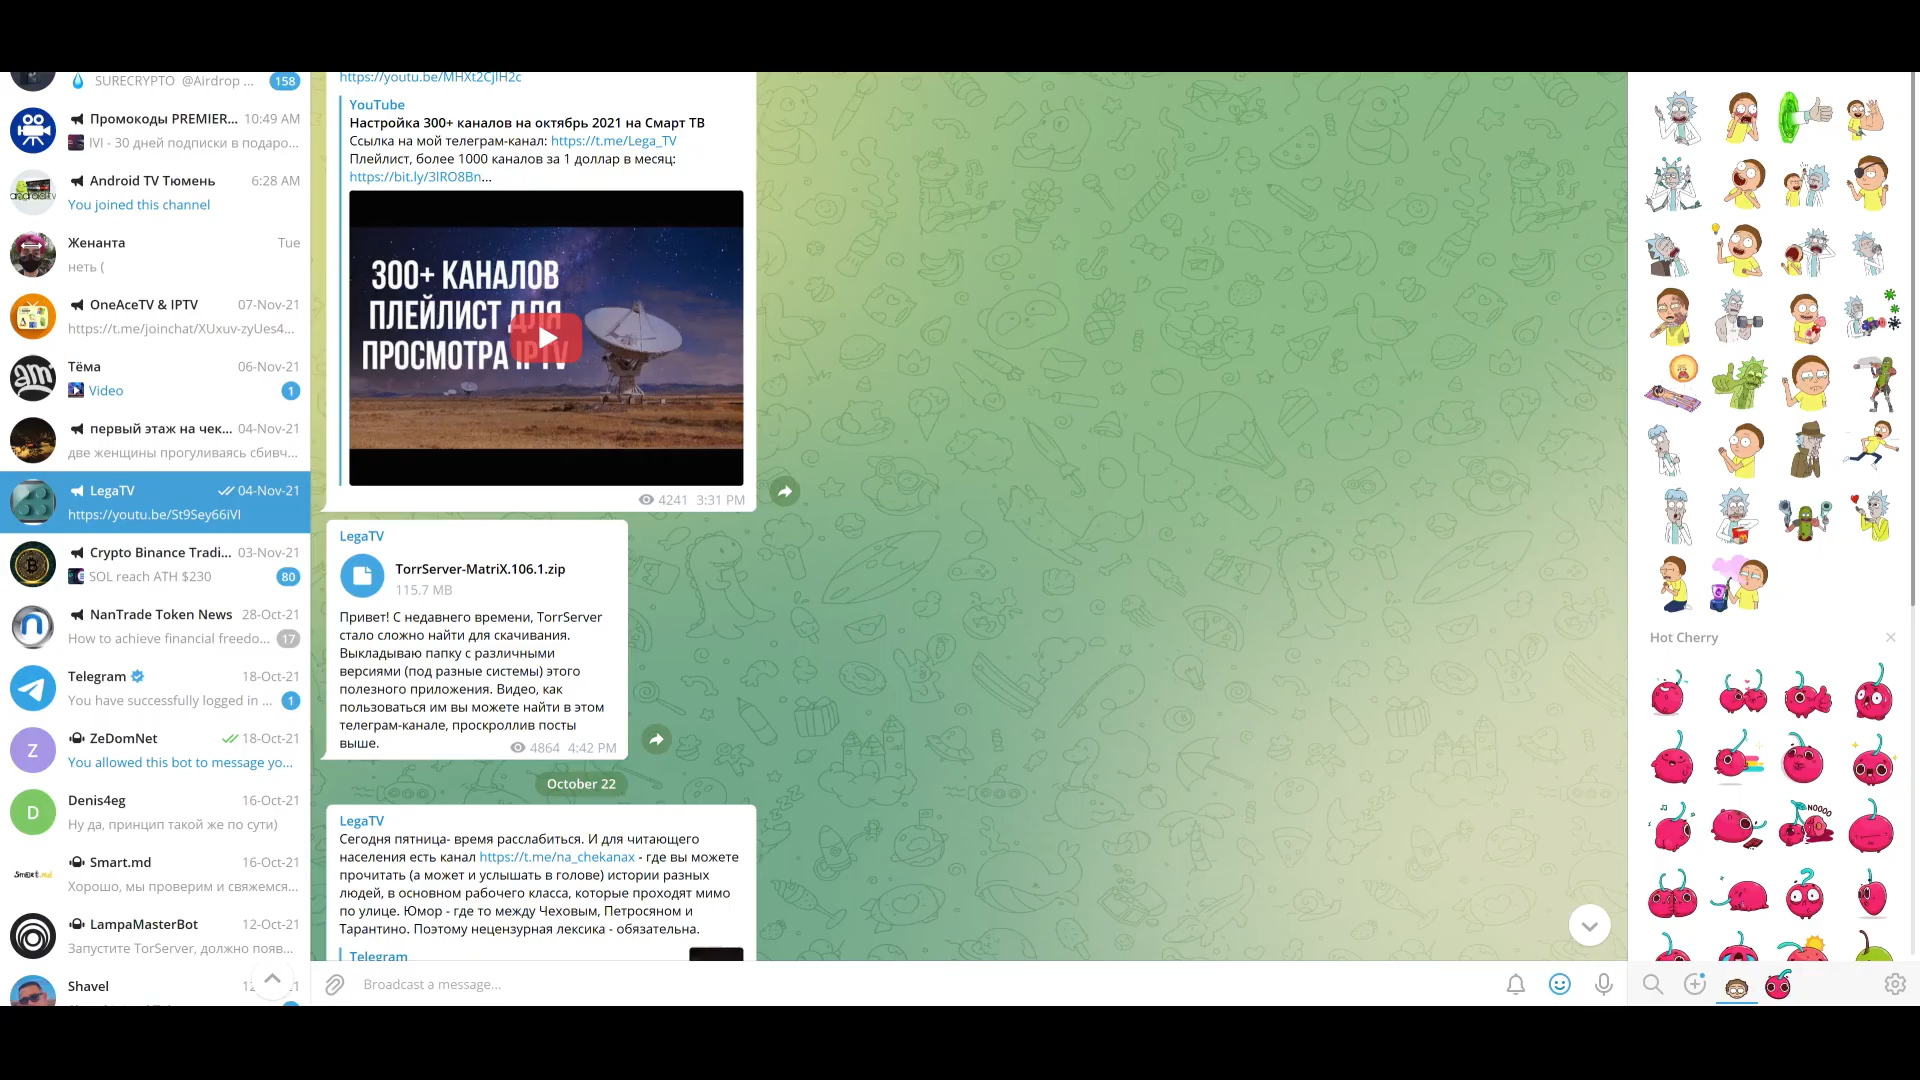 SURECRYPTO @Airdrop ... 158
Промокоды PREMIER... 10:49 AM
IVI - 30 дней подписки в подаро...
Android TV Тюмень 6:28 AM
You joined this channel
Женанта Tue
неть (
OneAceTV & IPTV 07-Nov-21
https://t.me/joinchat/XUxuv-zyUes4...
Тёма 06-Nov-21
Video 1
первый этаж на чек... 04-Nov-21
две женщины прогуливаясь сбивч...
LegaTV 04-Nov-21
https://youtu.be/St9Sey66iVI
Crypto Binance Tradi... 03-Nov-21
SOL reach ATH $230 80
NanTrade Token News 28-Oct-21
How to achieve financial freedo... 17
Telegram 18-Oct-21
You have successfully logged in ... 1
Z
ZeDomNet 18-Oct-21
You allowed this bot to message yo...
D
Denis4eg 16-Oct-21
Ну да, принцип такой же по сути)
Smart.md 16-Oct-21
Хорошо, мы проверим и свяжемся...
LampaMasterBot 12-Oct-21
Запустите TorServer, должно появ...
Shavel
https://youtu.be/MHXt2CjlH2c
YouTube
Настройка 300+ каналов на октябрь 2021 на Смарт ТВ
Ссылка на мой телеграм-канал: https://t.me/Lega_TV
Плейлист, более 1000 каналов за 1 доллар в месяц:
https://bit.ly/3lRO8Bn...
300+ КАНАЛОВ
ПЛЕЙЛИСТ ДЛЯ
ПРОСМОТРА IPTV
4241 3:31 PM
LegaTV
TorrServer-MatriX.106.1.zip
115.7 MB
Привет! С недавнего времени, TorrServer
стало сложно найти для скачивания.
Выкладываю папку с различными
версиями (под разные системы) этого
полезного приложения. Видео, как
пользоваться им вы можете найти в этом
телеграм-канале, проскроллив посты
выше.
4864 4:42 PM
October 22
LegaTV
Сегодня пятница- время расслабиться. И для читающего
населения есть канал https://t.me/na_chekanax - где вы можете
прочитать (а может и услышать в голове) истории разных
людей, в основном рабочего класса, которые проходят мимо
по улице. Юмор - где то между Чеховым, Петросяном и
Тарантино. Поэтому нецензурная лексика - обязательна.
Telegram
Broadcast a message...
Hot Cherry
NOOOO